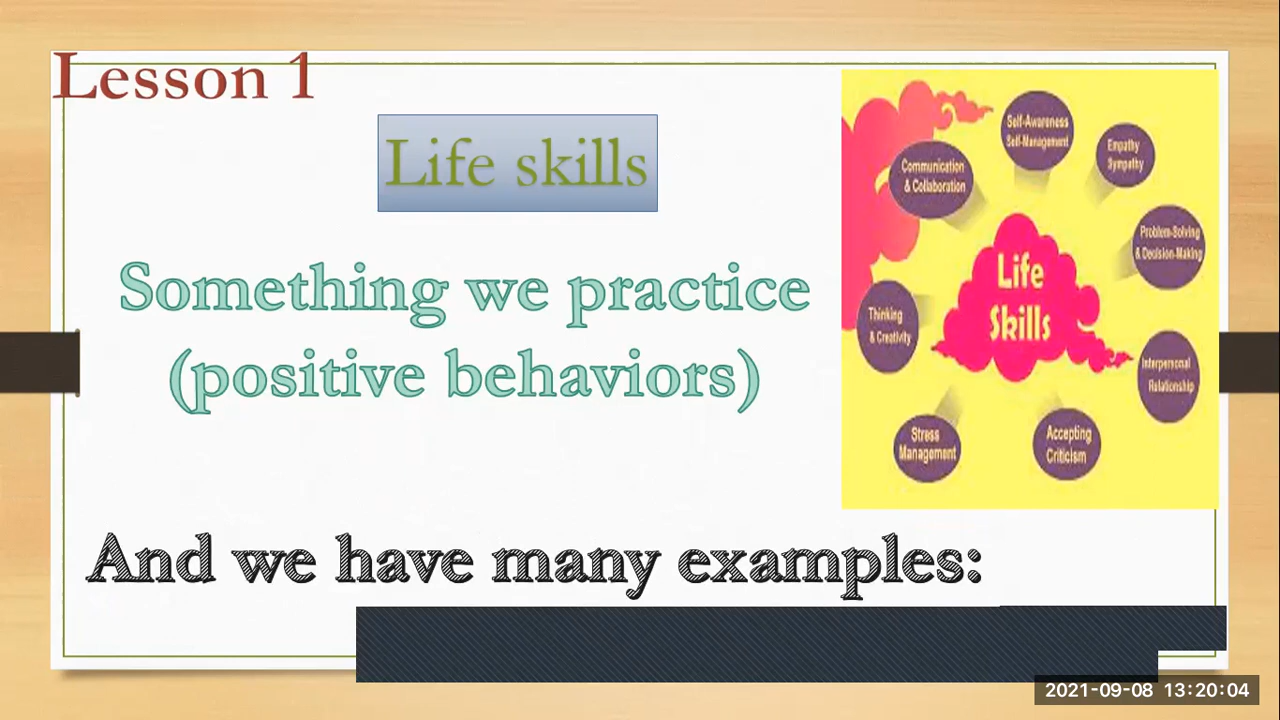 Lesson 1
Life skills
Something we practice
(positive behaviors)
Self-Awareness
Self-Management
Empathy
Sympathy
Communication
& Collaboration
Problem-Solving
& Decision-Making
Life
Skills
Thinking
& Creativity
Interpersonal
Relationship
Stress
Management
Accepting
Criticism
And we have many examples:
2021-09-08 13:20:04